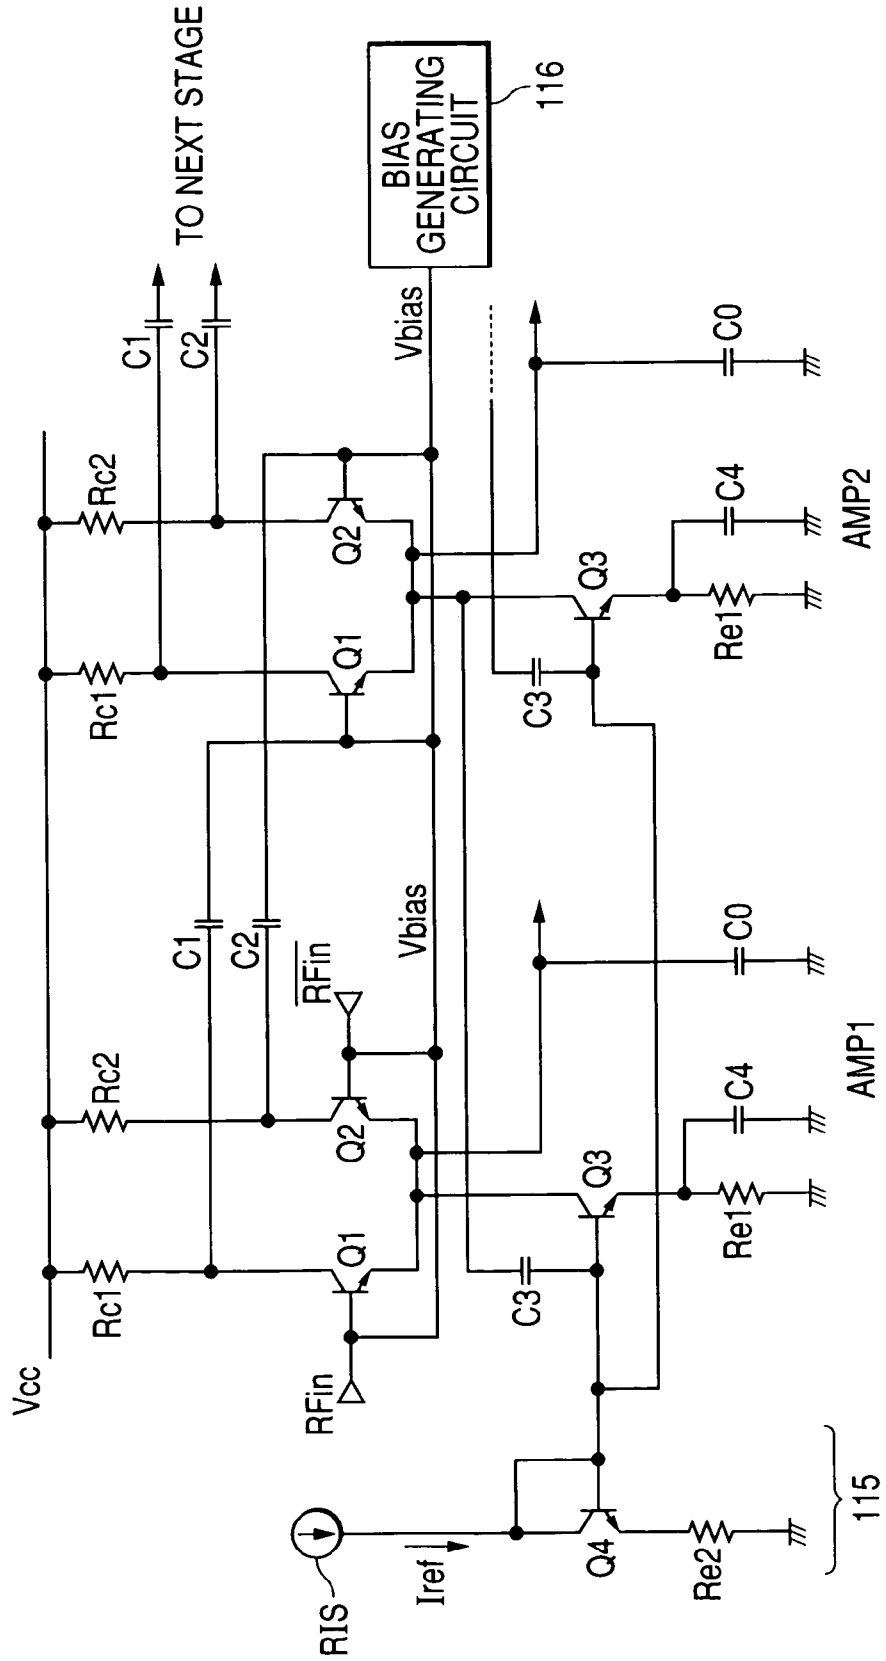 Vcc
Rc1
Rc2
Rc1
Rc2
C1
C2
TO NEXT STAGE
C1
C2
RFin
Q1
Q2
RFin
Vbias
Q1
Q2
Vbias
BIAS
GENERATING
CIRCUIT
116
RIS
Iref
C3
Q3
C3
Q3
Q4
Re2
Re1
C4
C0
Re1
C4
C0
115
AMP1
AMP2